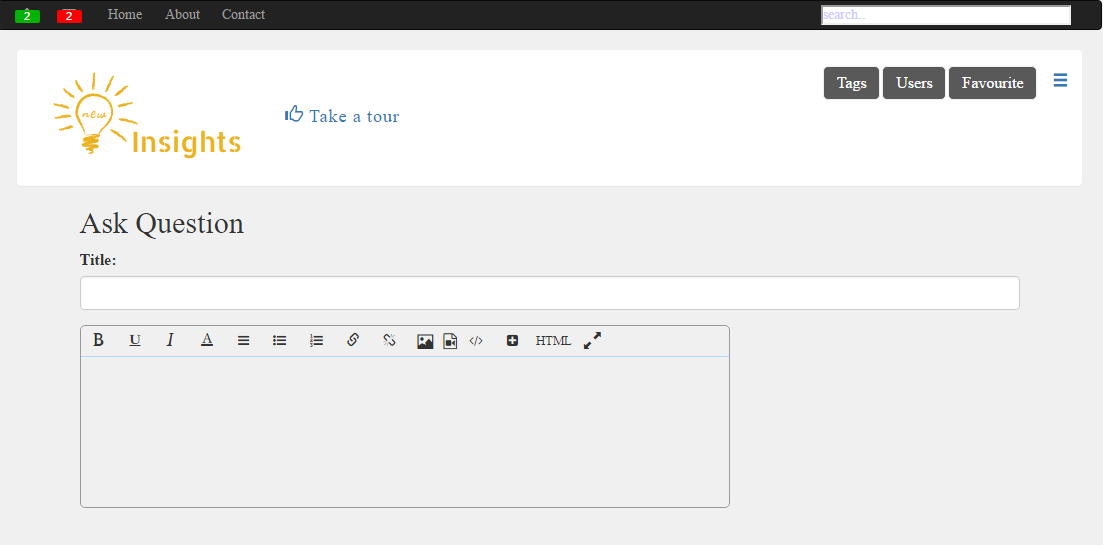 2 2 Home About Contact search..
Tags Users Favourite
new
Insights
Take a tour
Ask Question
Title:
B U I A HTML